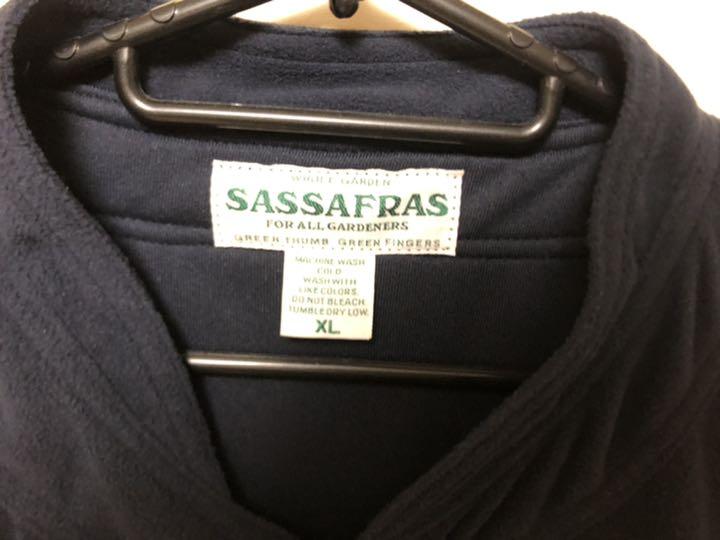 WHOLE GARDEN
SASSAFRAS
FOR ALL GARDENERS
GREEN THUMB GREEN FINGERS
MACHINE WASH
COLD
WASH WITH
LIKE COLORS.
DO NOT BLEACH.
TUMBLE DRY LOW.
XL